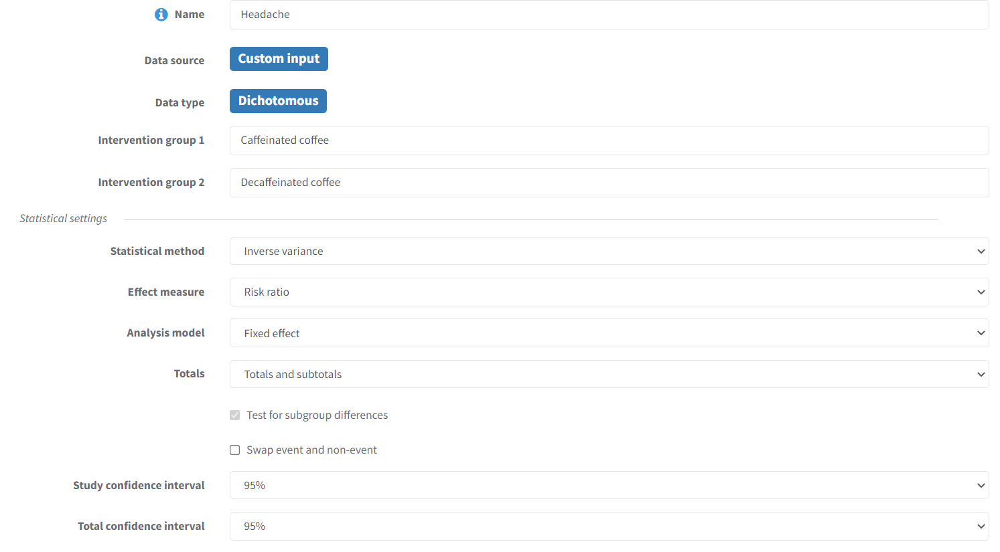 Name Headache
Data source Custom input
Data type Dichotomous
Intervention group 1 Caffeinated coffee
Intervention group 2 Decaffeinated coffee
Statistical settings
Statistical method Inverse variance
Effect measure Risk ratio
Analysis model Fixed effect
Totals Totals and subtotals
Test for subgroup differences
Swap event and non-event
Study confidence interval 95%
Total confidence interval 95%